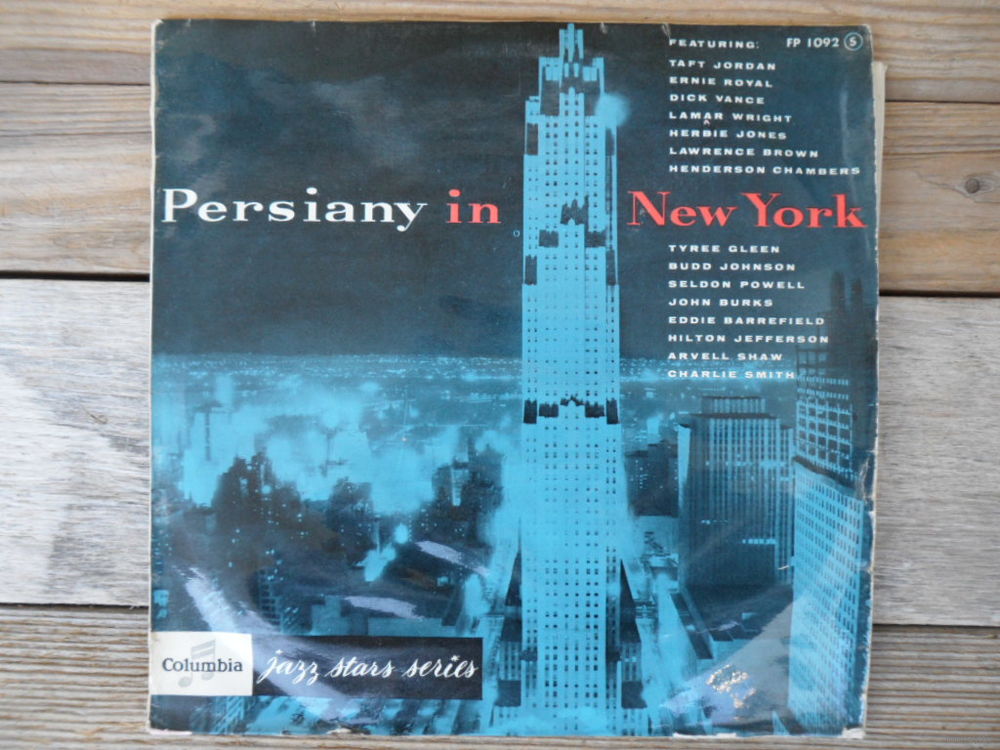 FEATURING: FP 1092 S
TAFT JORDAN
ERNIE ROYAL
DICK VANCE
LAMAR WRIGHT
HERBIE JONES
LAWRENCE BROWN
HENDERSON CHAMBERS
Persiany in New York
TYREE GLEEN
BUDD JOHNSON
SELDON POWELL
JOHN BURKS
EDDIE BARREFIELD
HILTON JEFFERSON
ARVELL SHAW
CHARLIE SMITH
Columbia jazz stars series